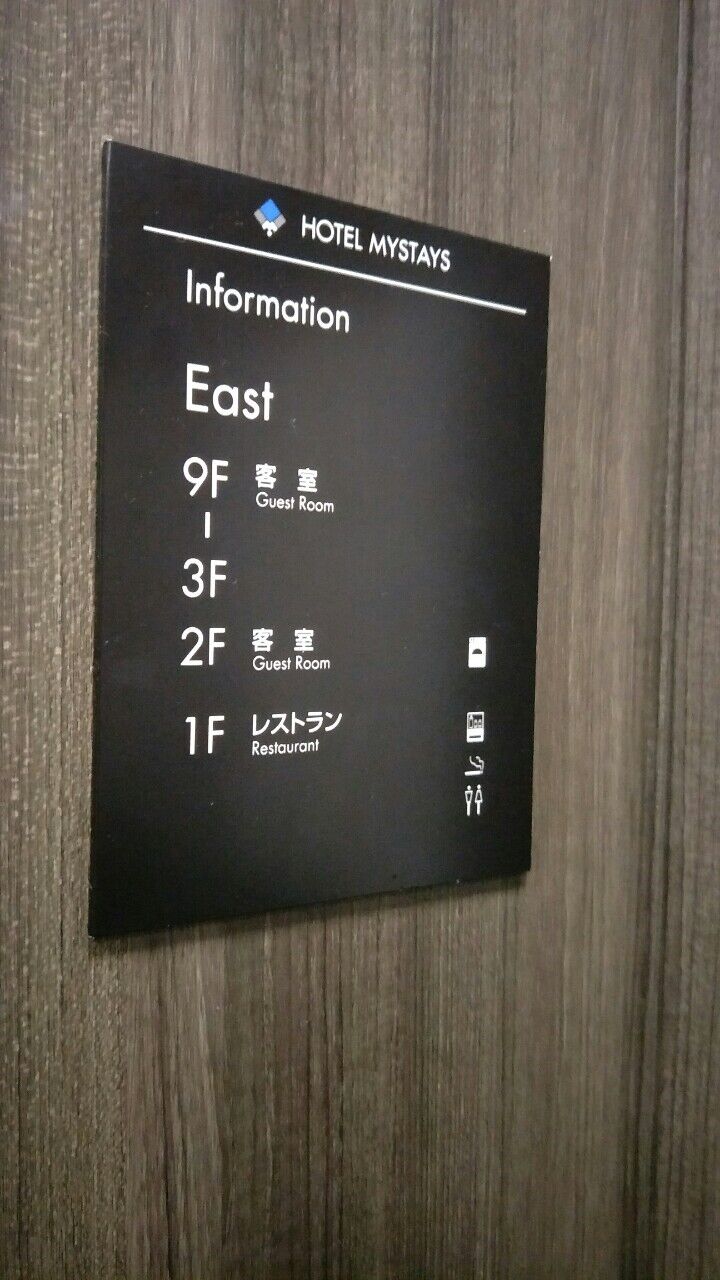 HOTEL MYSTAYS
Information
East
9F 客 室
Guest Room
3F
2F 客 室
Guest Room
1F レストラン
Restaurant